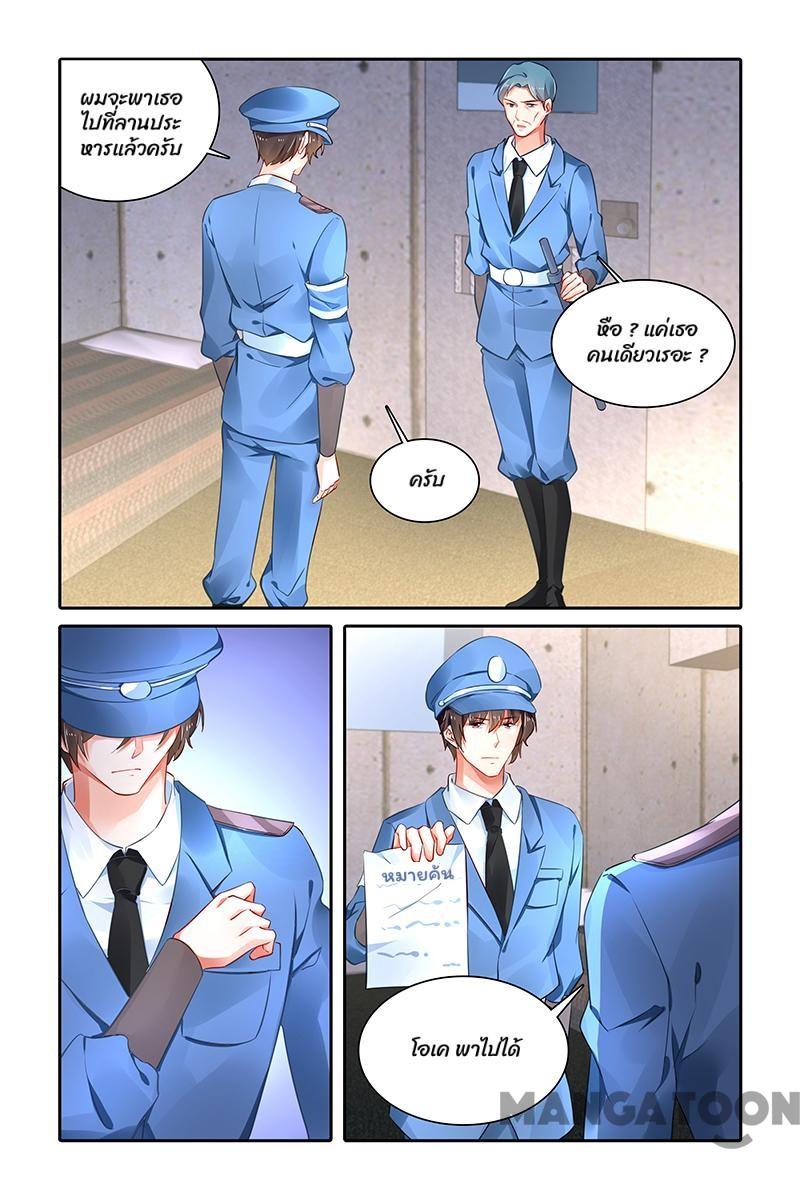 ผมจะพาเธอ
ไปที่ลานประ
หารแล้วครับ
หือ ? แค่เธอ
คนเดียวเรอะ ?
ครับ
หมายค้น
โอเค พาไปได้
MANGATOON